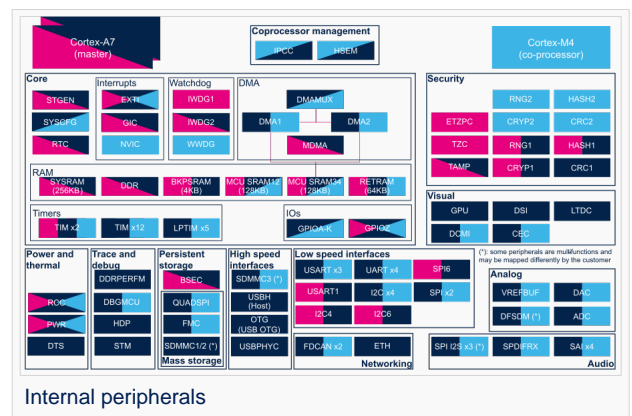 Cortex-A7
(master)
Coprocessor management
IPCC
HSEM
Cortex-M4
(co-processor)
Core
STGEN
SYSCFG
RTC
Interrupts
EXTI
GIC
NVIC
Watchdog
IWDG1
IWDG2
WWDG
DMA
DMAMUX
DMA1
DMA2
MDMA
Security
RNG2
HASH2
ETZPC
CRYP2
CRC2
TZC
RNG1
HASH1
TAMP
CRYP1
CRC1
RAM
SYSRAM
(256KB)
DDR
BKPSRAM
(4KB)
MCU SRAM12
(128KB)
MCU SRAM34
(128KB)
RETRAM
(64KB)
Timers
TIM x2
TIM x12
LPTIM x5
IOs
GPIOA-K
GPIOZ
Visual
GPU
DSI
LTDC
DCMI
CEC
(*): some peripherals are multifunctions and
may be mapped differently by the customer
Power and
thermal
RCC
PWR
DTS
Trace and
debug
DDRPERFM
DBGMCU
HDP
STM
Persistent
storage
BSEC
QUADSPI
FMC
SDMMC1/2 (*)
Mass storage
High speed
interfaces
SDMMC3 (*)
USBH
(Host)
OTG
(USB OTG)
USBPHYC
Low speed interfaces
USART x3
UART x4
SPI6
USART1
I2C x4
SPI x2
I2C4
I2C6
FDCAN x2
ETH
Networking
Analog
VREFBUF
DAC
DFSDM (*)
ADC
SPI I2S x3 (*)
SPDIFRX
SAI x4
Audio
Internal peripherals